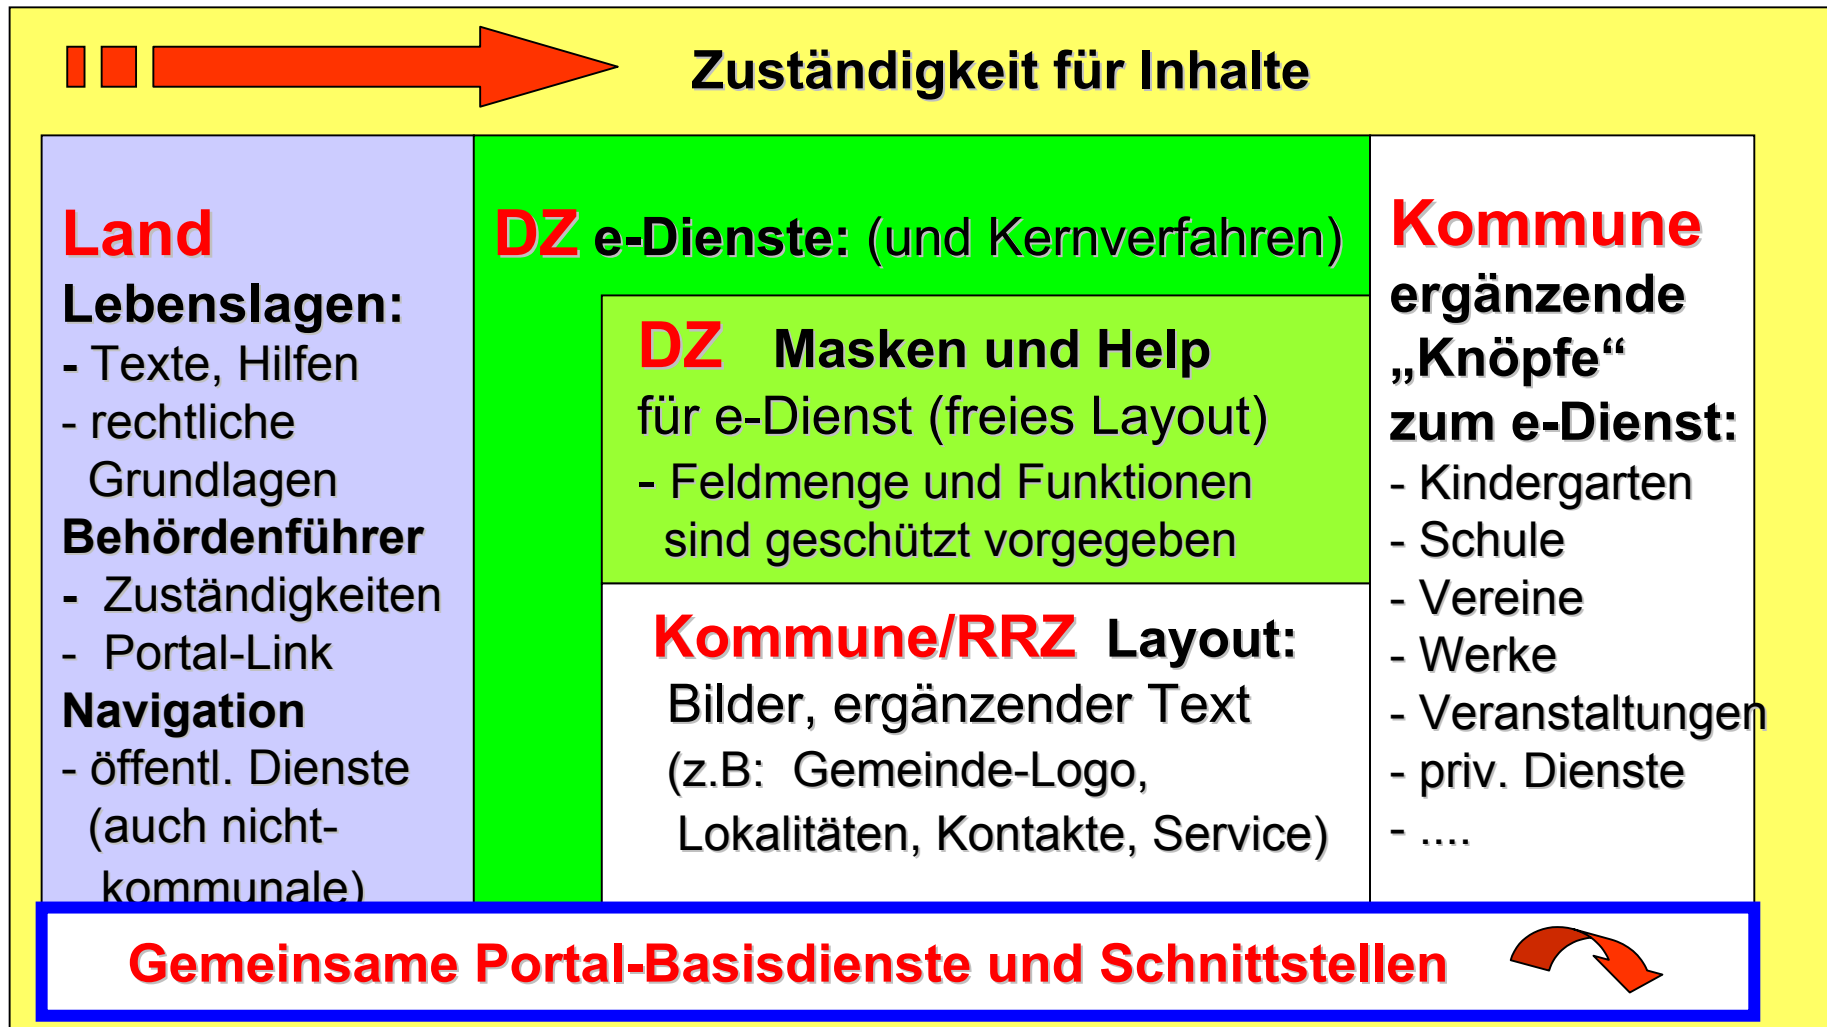 Zuständigkeit für Inhalte
Land
Lebenslagen:
- Texte, Hilfen
- rechtliche
Grundlagen
Behördenführer
- Zuständigkeiten
- Portal-Link
Navigation
- öffentl. Dienste
(auch nicht-
kommunale)
DZ e-Dienste: (und Kernverfahren)
DZ Masken und Help
für e-Dienst (freies Layout)
- Feldmenge und Funktionen
sind geschützt vorgegeben
Kommune/RRZ Layout:
Bilder, ergänzender Text
(z.B: Gemeinde-Logo,
Lokalitäten, Kontakte, Service)
Kommune
ergänzende
„Knöpfe“
zum e-Dienst:
- Kindergarten
- Schule
- Vereine
- Werke
- Veranstaltungen
- priv. Dienste
- ....
Gemeinsame Portal-Basisdienste und Schnittstellen